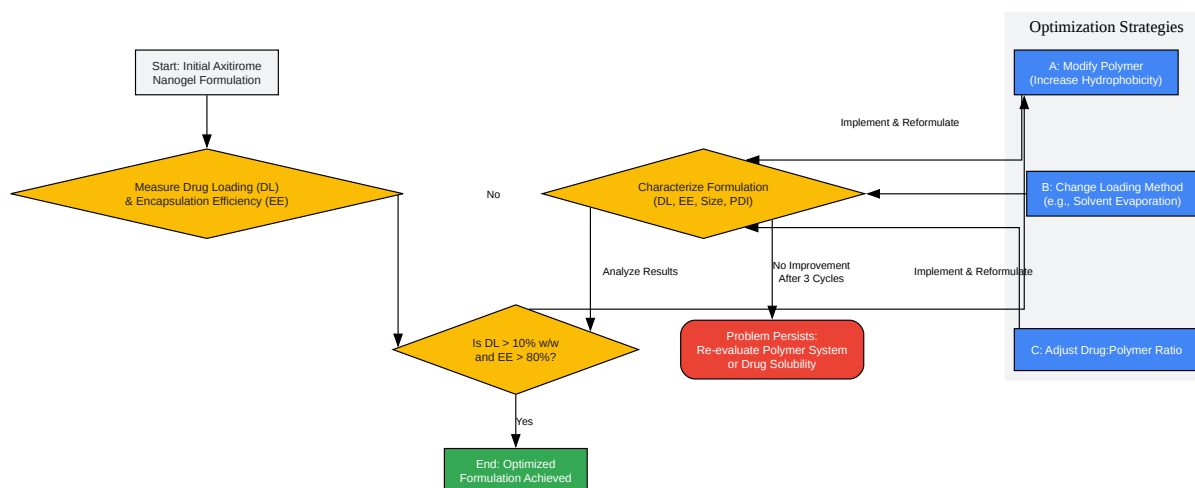 Optimization Strategies
Start: Initial Axitirome
Nanogel Formulation
A: Modify Polymer
(Increase Hydrophobicity)
Implement & Reformulate
Measure Drug Loading (DL)
& Encapsulation Efficiency (EE)
No
Characterize Formulation
(DL, EE, Size, PDI)
B: Change Loading Method
(e.g., Solvent Evaporation)
Analyze Results
No Improvement
After 3 Cycles
Implement & Reformulate
Is DL > 10% w/w
and EE > 80%?
Problem Persists:
Re-evaluate Polymer System
or Drug Solubility
C: Adjust Drug:Polymer Ratio
Yes
End: Optimized
Formulation Achieved